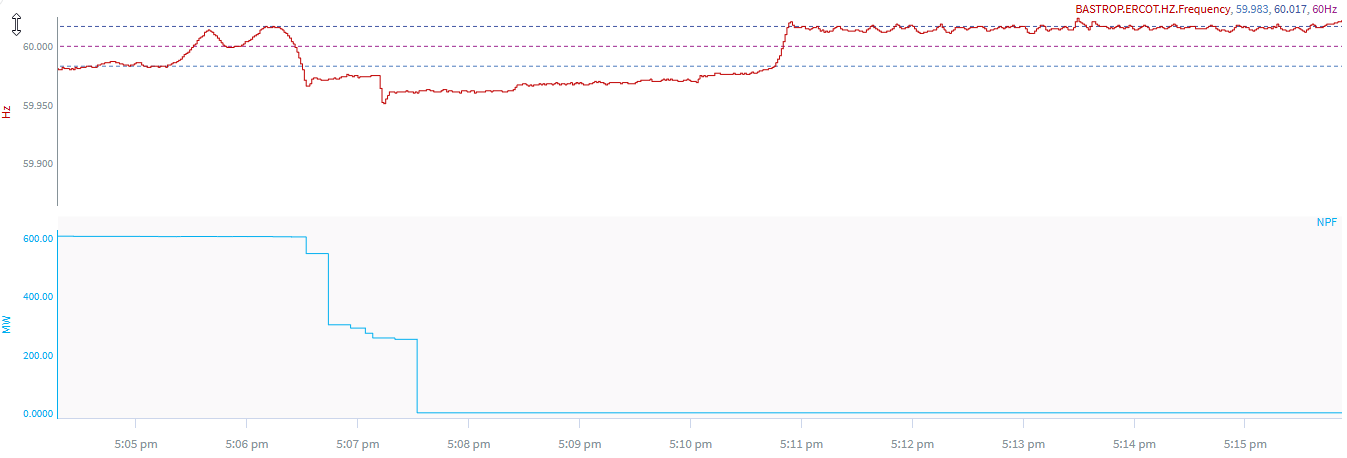 BASTROP.ERCOT.HZ.Frequency, 59.983, 60.017, 60Hz
60.000
59.950
Hz
59.900
NPF
600.00
400.00
MW
200.00
0.0000
5:05 pm 5:06 pm 5:07 pm 5:08 pm 5:09 pm 5:10 pm 5:11 pm 5:12 pm 5:13 pm 5:14 pm 5:15 pm